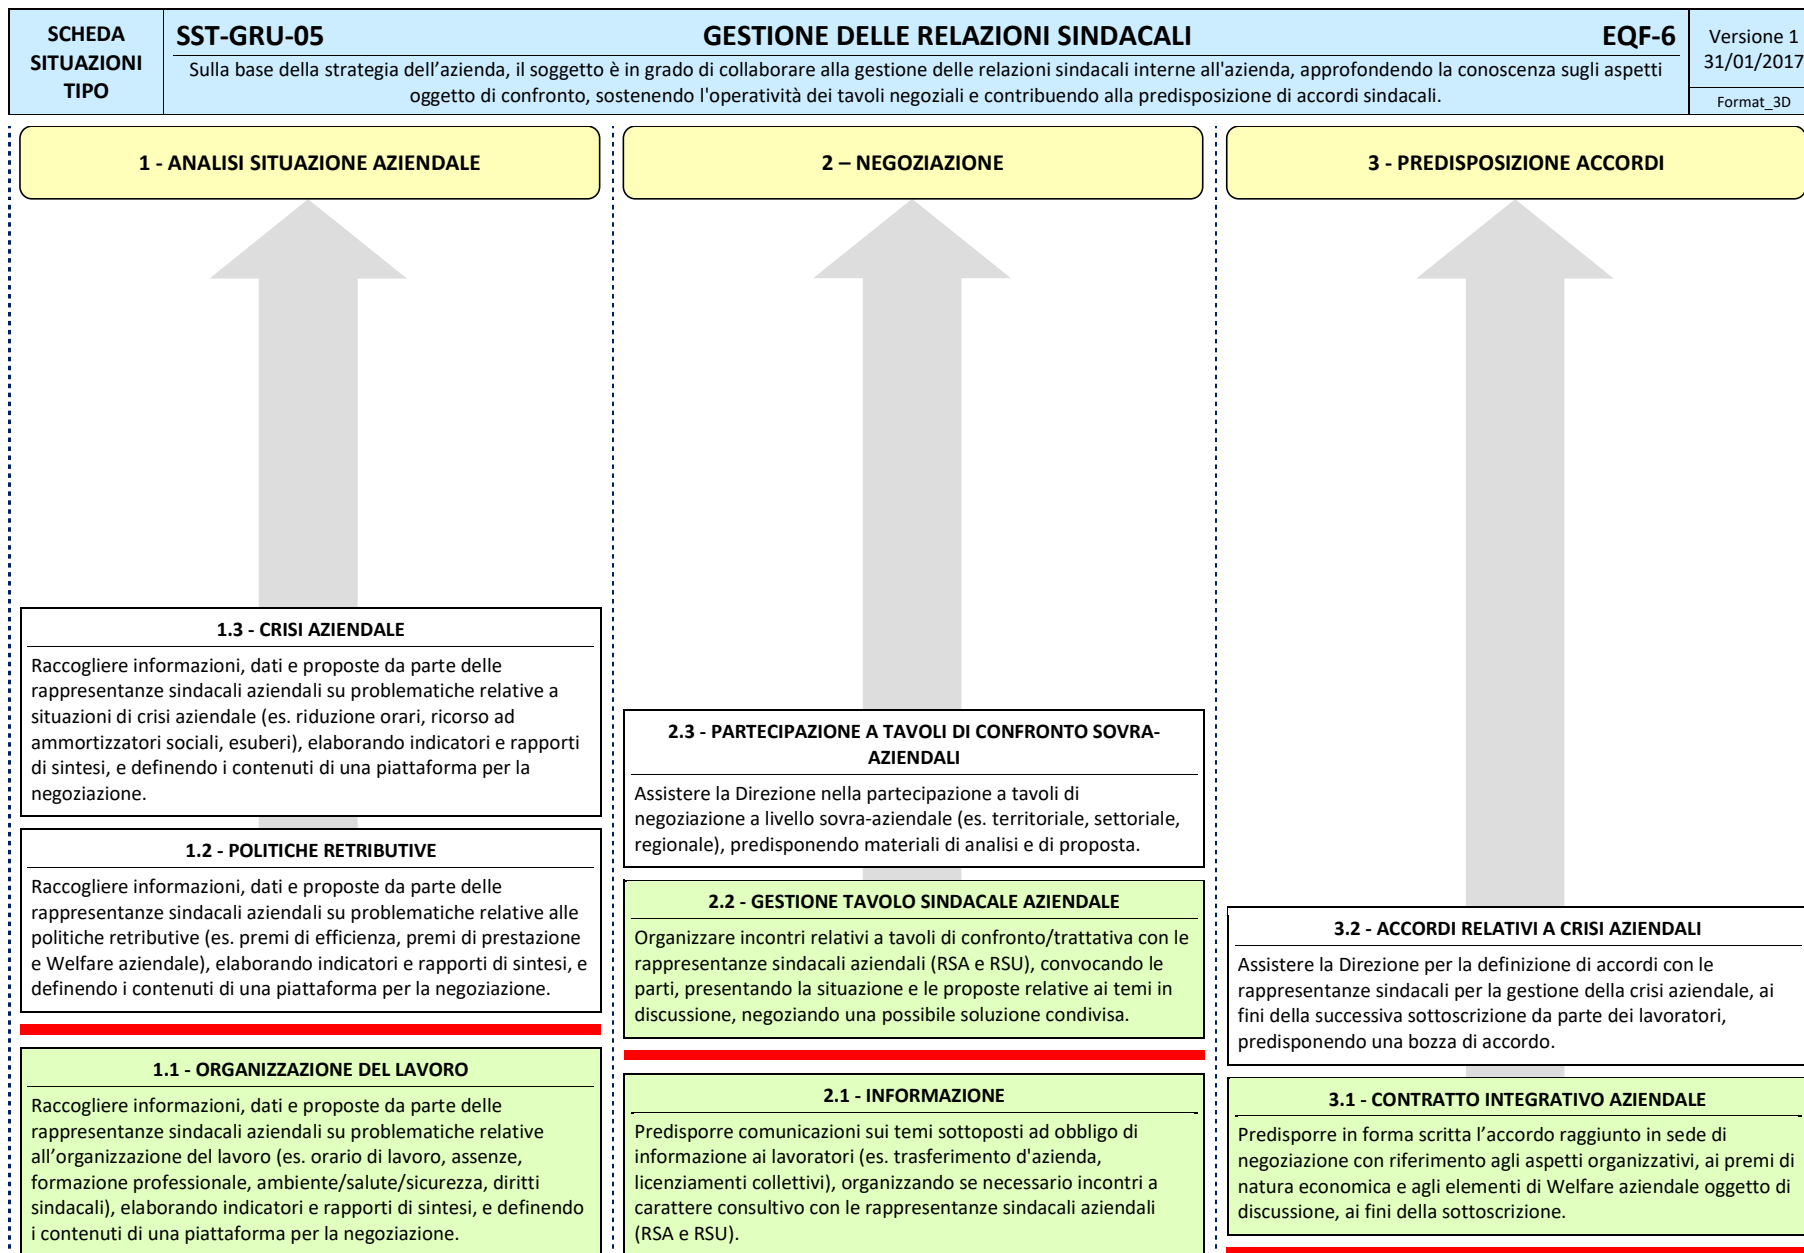 SCHEDA
SITUAZIONI
TIPO
SST-GRU-05 GESTIONE DELLE RELAZIONI SINDACALI EQF-6
Sulla base della strategia dell’azienda, il soggetto è in grado di collaborare alla gestione delle relazioni sindacali interne all'azienda, approfondendo la conoscenza sugli aspetti
oggetto di confronto, sostenendo l'operatività dei tavoli negoziali e contribuendo alla predisposizione di accordi sindacali.
Versione 1
31/01/2017
Format_3D
1 - ANALISI SITUAZIONE AZIENDALE
1.3 - CRISI AZIENDALE
Raccogliere informazioni, dati e proposte da parte delle
rappresentanze sindacali aziendali su problematiche relative a
situazioni di crisi aziendale (es. riduzione orari, ricorso ad
ammortizzatori sociali, esuberi), elaborando indicatori e rapporti
di sintesi, e definendo i contenuti di una piattaforma per la
negoziazione.
1.2 - POLITICHE RETRIBUTIVE
Raccogliere informazioni, dati e proposte da parte delle
rappresentanze sindacali aziendali su problematiche relative alle
politiche retributive (es. premi di efficienza, premi di prestazione
e Welfare aziendale), elaborando indicatori e rapporti di sintesi, e
definendo i contenuti di una piattaforma per la negoziazione.
1.1 - ORGANIZZAZIONE DEL LAVORO
Raccogliere informazioni, dati e proposte da parte delle
rappresentanze sindacali aziendali su problematiche relative
all’organizzazione del lavoro (es. orario di lavoro, assenze,
formazione professionale, ambiente/salute/sicurezza, diritti
sindacali), elaborando indicatori e rapporti di sintesi, e definendo
i contenuti di una piattaforma per la negoziazione.
2 – NEGOZIAZIONE
2.3 - PARTECIPAZIONE A TAVOLI DI CONFRONTO SOVRA-
AZIENDALI
Assistere la Direzione nella partecipazione a tavoli di
negoziazione a livello sovra-aziendale (es. territoriale, settoriale,
regionale), predisponendo materiali di analisi e di proposta.
2.2 - GESTIONE TAVOLO SINDACALE AZIENDALE
Organizzare incontri relativi a tavoli di confronto/trattativa con le
rappresentanze sindacali aziendali (RSA e RSU), convocando le
parti, presentando la situazione e le proposte relative ai temi in
discussione, negoziando una possibile soluzione condivisa.
2.1 - INFORMAZIONE
Predisporre comunicazioni sui temi sottoposti ad obbligo di
informazione ai lavoratori (es. trasferimento d'azienda,
licenziamenti collettivi), organizzando se necessario incontri a
carattere consultivo con le rappresentanze sindacali aziendali
(RSA e RSU).
3 - PREDISPOSIZIONE ACCORDI
3.2 - ACCORDI RELATIVI A CRISI AZIENDALI
Assistere la Direzione per la definizione di accordi con le
rappresentanze sindacali per la gestione della crisi aziendale, ai
fini della successiva sottoscrizione da parte dei lavoratori,
predisponendo una bozza di accordo.
3.1 - CONTRATTO INTEGRATIVO AZIENDALE
Predisporre in forma scritta l’accordo raggiunto in sede di
negoziazione con riferimento agli aspetti organizzativi, ai premi di
natura economica e agli elementi di Welfare aziendale oggetto di
discussione, ai fini della sottoscrizione.